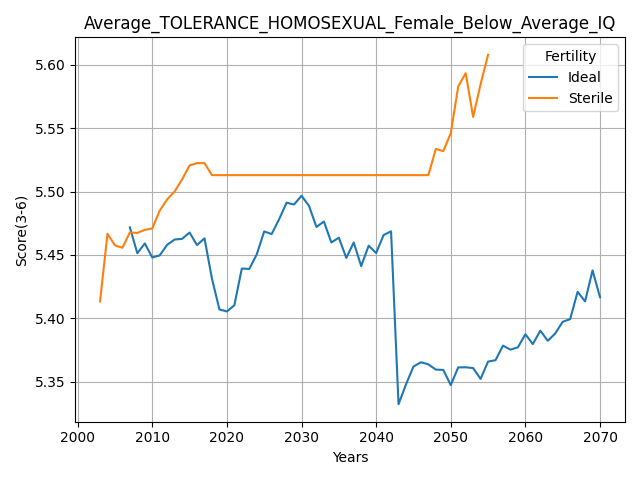 Average_TOLERANCE_HOMOSEXUAL_Female_Below_Average_IQ
Fertility
Ideal
Sterile
Score(3-6)
5.60
5.55
5.50
5.45
5.40
5.35
2000 2010 2020 2030 2040 2050 2060 2070
Years